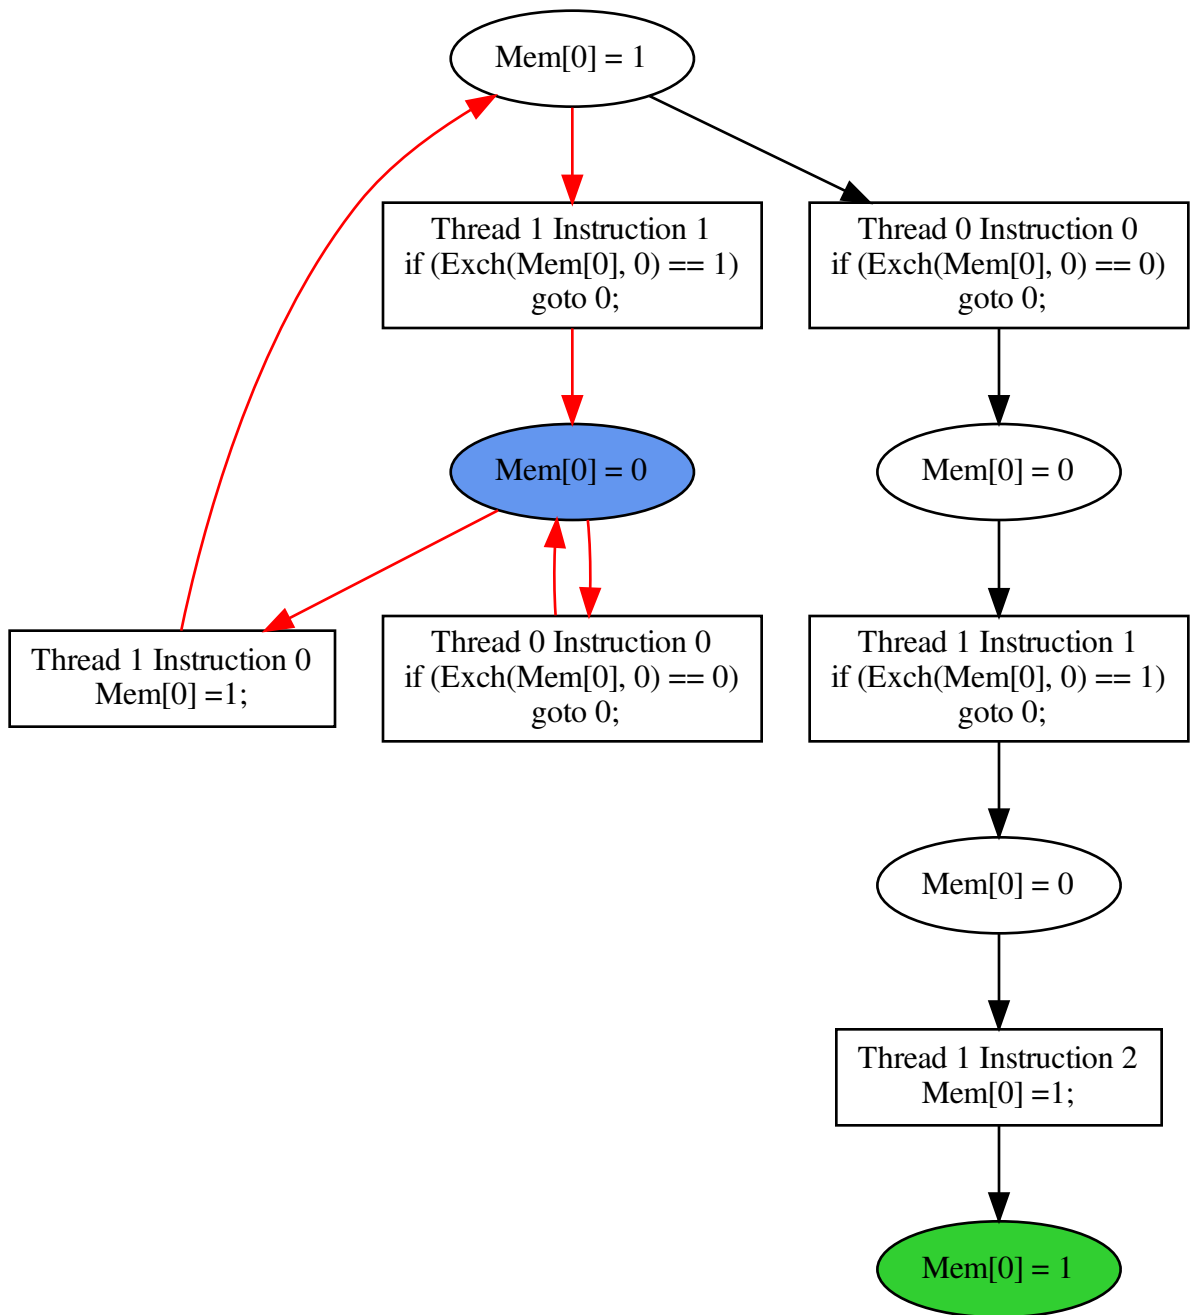 Mem[0] = 1
Thread 1 Instruction 1
if (Exch(Mem[0], 0) == 1)
goto 0;
Thread 0 Instruction 0
if (Exch(Mem[0], 0) == 0)
goto 0;
Mem[0] = 0
Mem[0] = 0
Thread 1 Instruction 0
Mem[0] =1;
Thread 0 Instruction 0
if (Exch(Mem[0], 0) == 0)
goto 0;
Thread 1 Instruction 1
if (Exch(Mem[0], 0) == 1)
goto 0;
Mem[0] = 0
Thread 1 Instruction 2
Mem[0] =1;
Mem[0] = 1